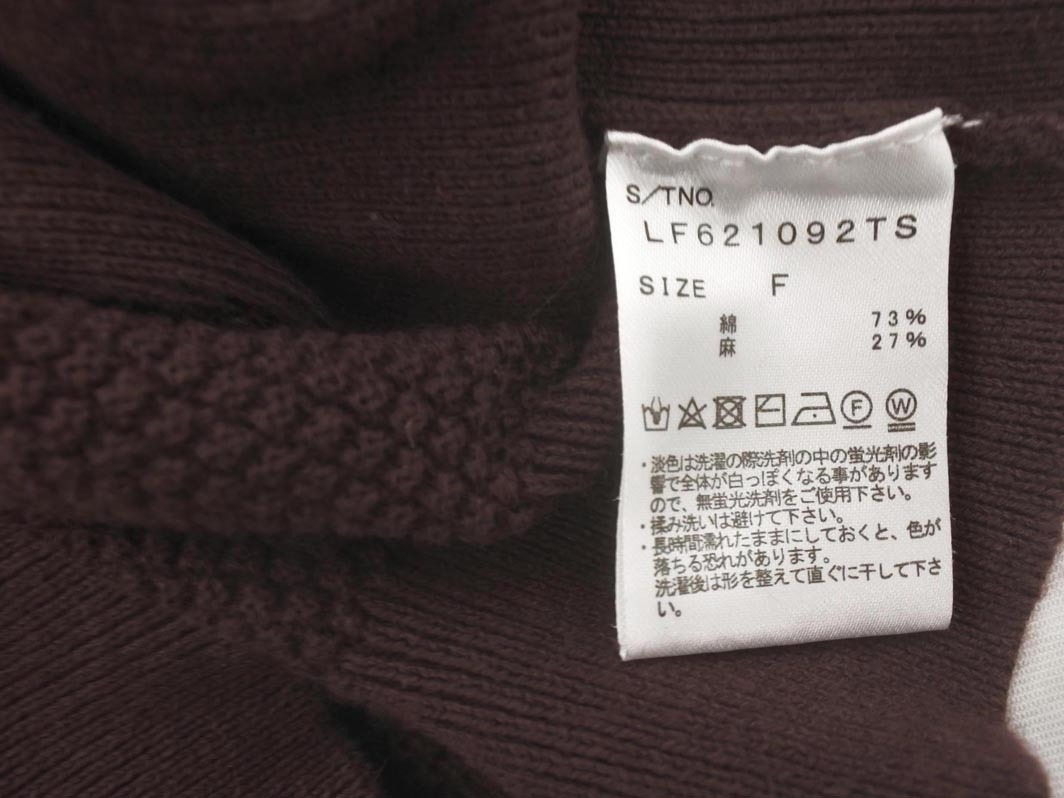 S/TNO.
LF621092TS
SIZE F
綿 73%
麻 27%
F W
・淡色は洗濯の際洗剤の中の蛍光剤の影
響で全体が白っぽくなる事があります
ので、無蛍光洗剤をご使用下さい。
・揉み洗いは避けて下さい。
・長時間濡れたままにしておくと、色が
落ちる恐れがあります。
洗濯後は形を整えて直ぐに干して下さ
い。